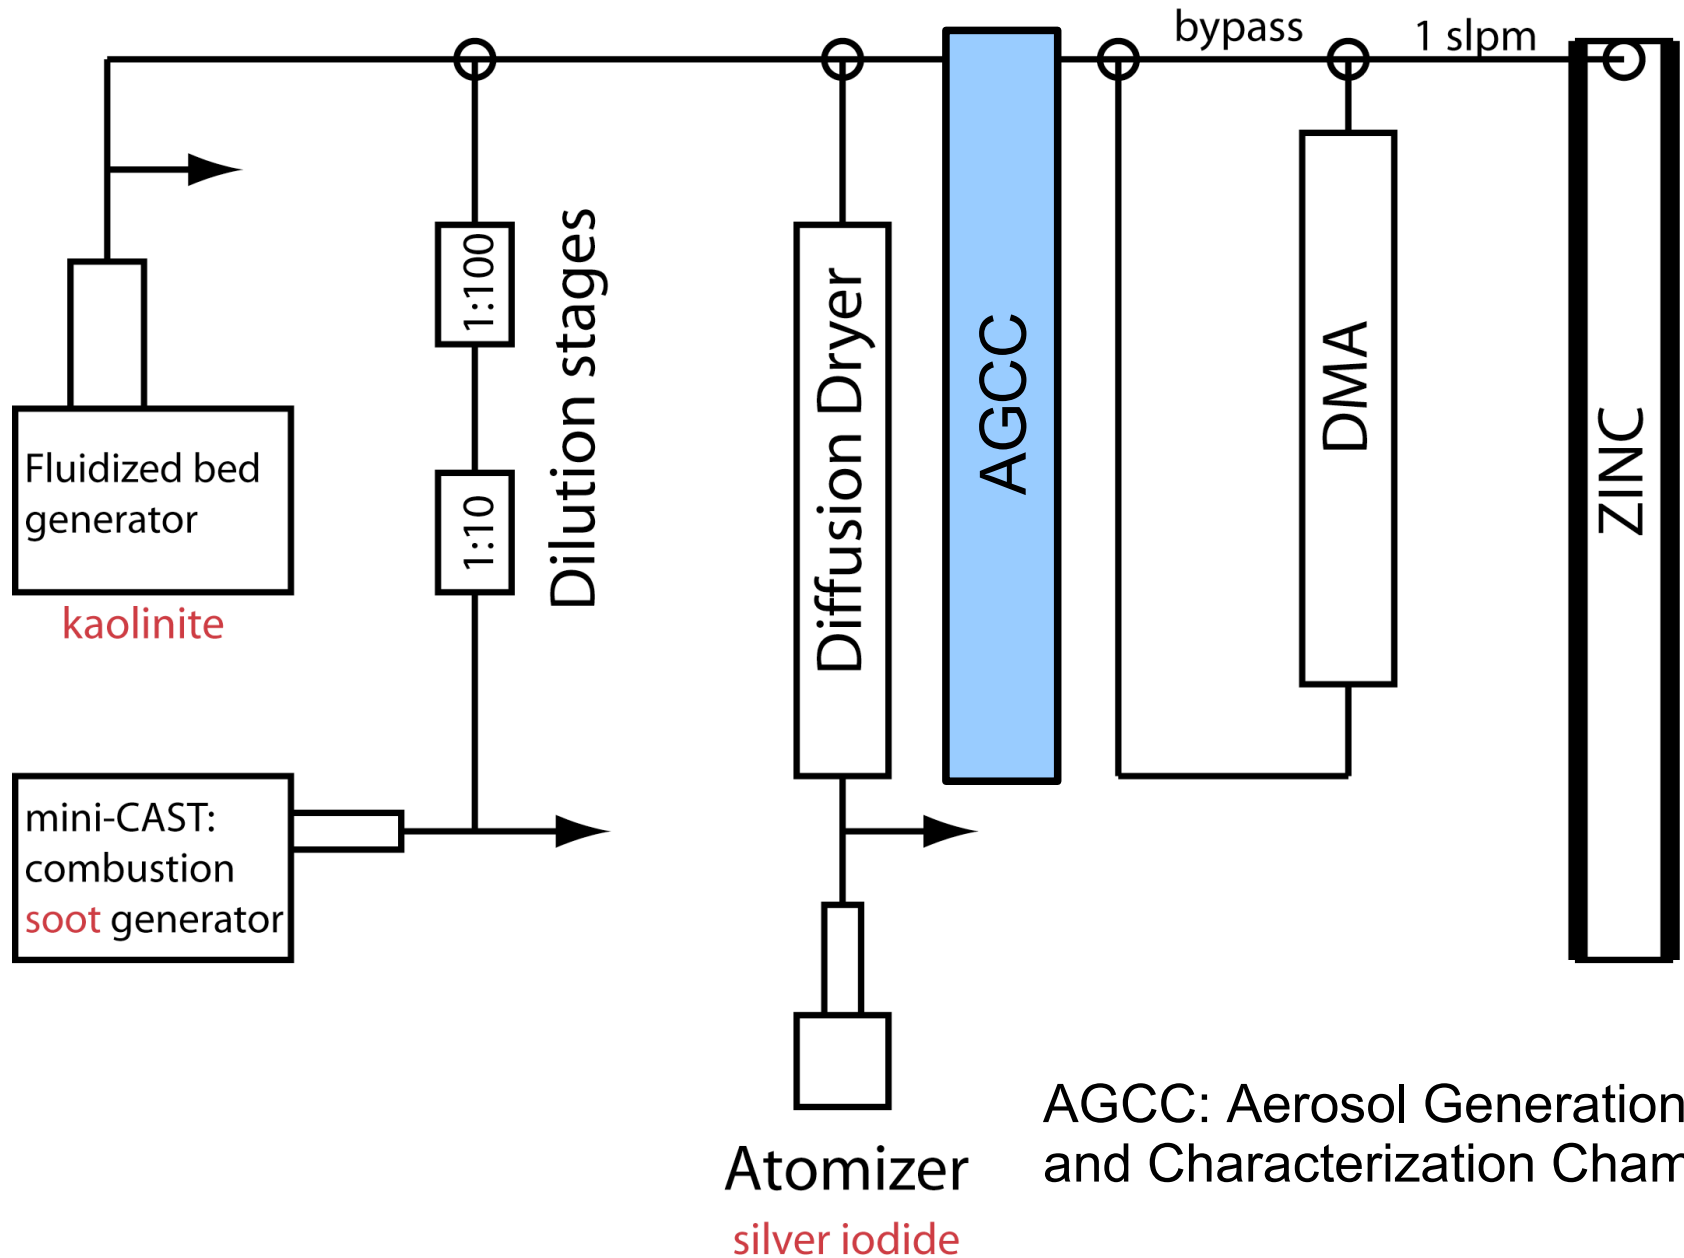 bypass
1 slpm
1:100
1:10
Dilution stages
Diffusion Dryer
AGCC
DMA
ZINC
Fluidized bed
generator
kaolinite
mini-CAST:
combustion
soot generator
Atomizer
silver iodide
AGCC: Aerosol Generation
and Characterization Cham